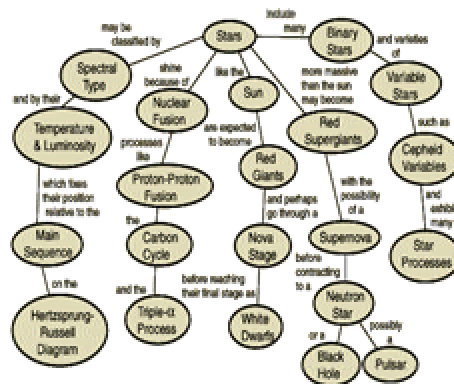 include
many
Stars
Binary
Stars
may be
classified by
and varieties
of
Spectral
Type
shine
because of
like the
more massive
than the sun
may become
Variable
Stars
and by their
Nuclear
Fusion
Sun
such as
Temperature
& Luminosity
processes
like
are expected
to become
Red
Supergiants
Cepheid
Variables
Proton-Proton
Fusion
Red
Giants
which fixes
their position
relative to the
the
and perhaps
go through a
with the
possibility
of a
and
many
Main
Sequence
Carbon
Cycle
Nova
Stage
Supernova
Star
Processes
on the
and the
before reaching
their final stage as
before
contracting
to a
Hertzsprung-
Russell
Diagram
Triple-α
Process
White
Dwarfs
Neutron
Star
or a
possibly
a
Black
Hole
Pulsar